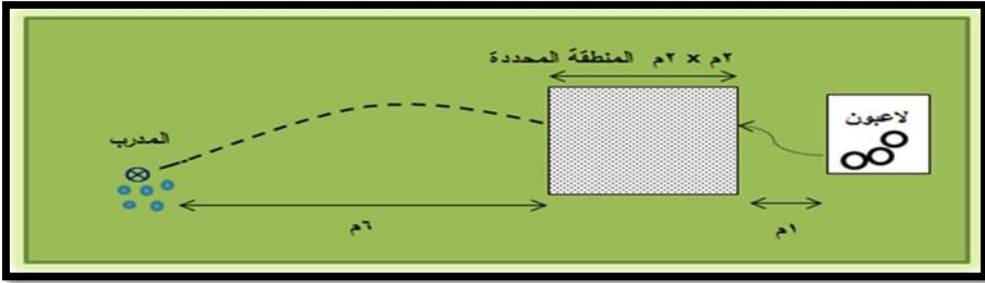 ٢م × ٢م المنطقة المحددة
لاعبون
المدرب
٦م
١م